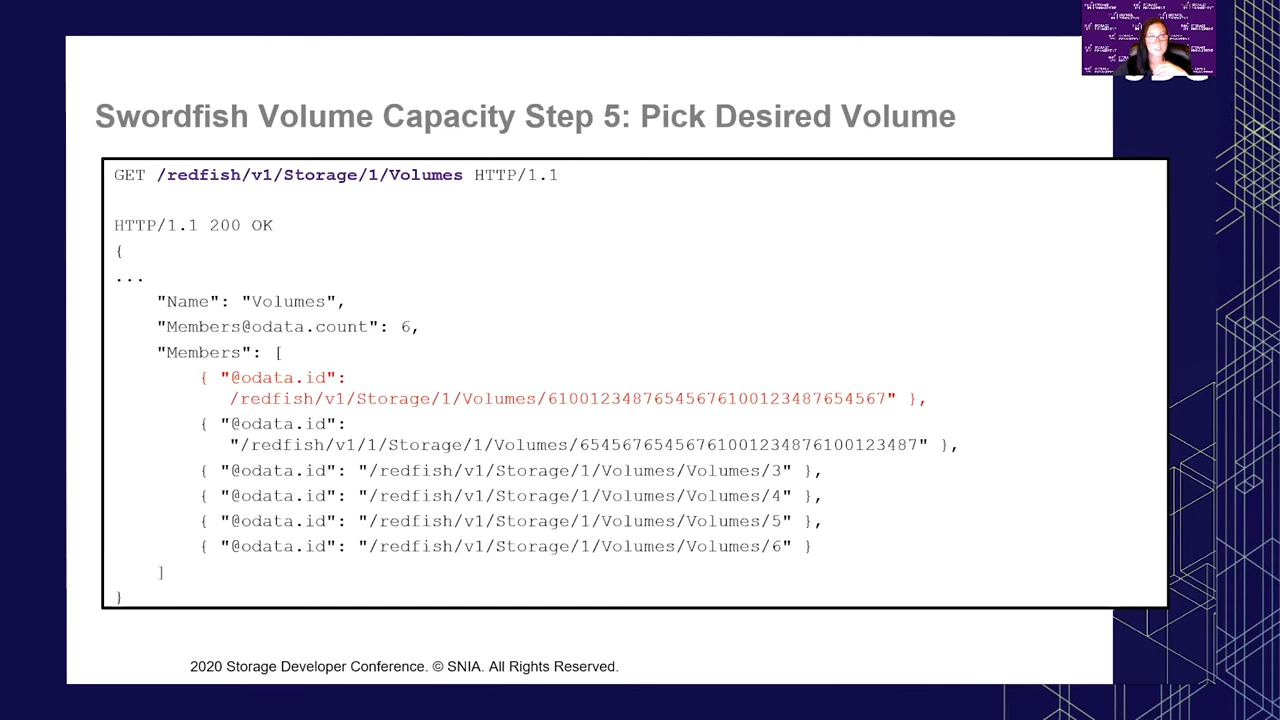 Swordfish Volume Capacity Step 5: Pick Desired Volume
GET /redfish/v1/Storage/1/Volumes HTTP/1.1
HTTP/1.1 200 OK
{
...
"Name": "Volumes",
"Members@odata.count": 6,
"Members": [
{ "@odata.id":
/redfish/v1/Storage/1/Volumes/61001234876545676100123487654567" },
{ "@odata.id":
"/redfish/v1/1/Storage/1/Volumes/65456765456761001234876100123487" },
{ "@odata.id": "/redfish/v1/Storage/1/Volumes/Volumes/3" },
{ "@odata.id": "/redfish/v1/Storage/1/Volumes/Volumes/4" },
{ "@odata.id": "/redfish/v1/Storage/1/Volumes/Volumes/5" },
{ "@odata.id": "/redfish/v1/Storage/1/Volumes/Volumes/6" }
]
}
2020 Storage Developer Conference. © SNIA. All Rights Reserved.